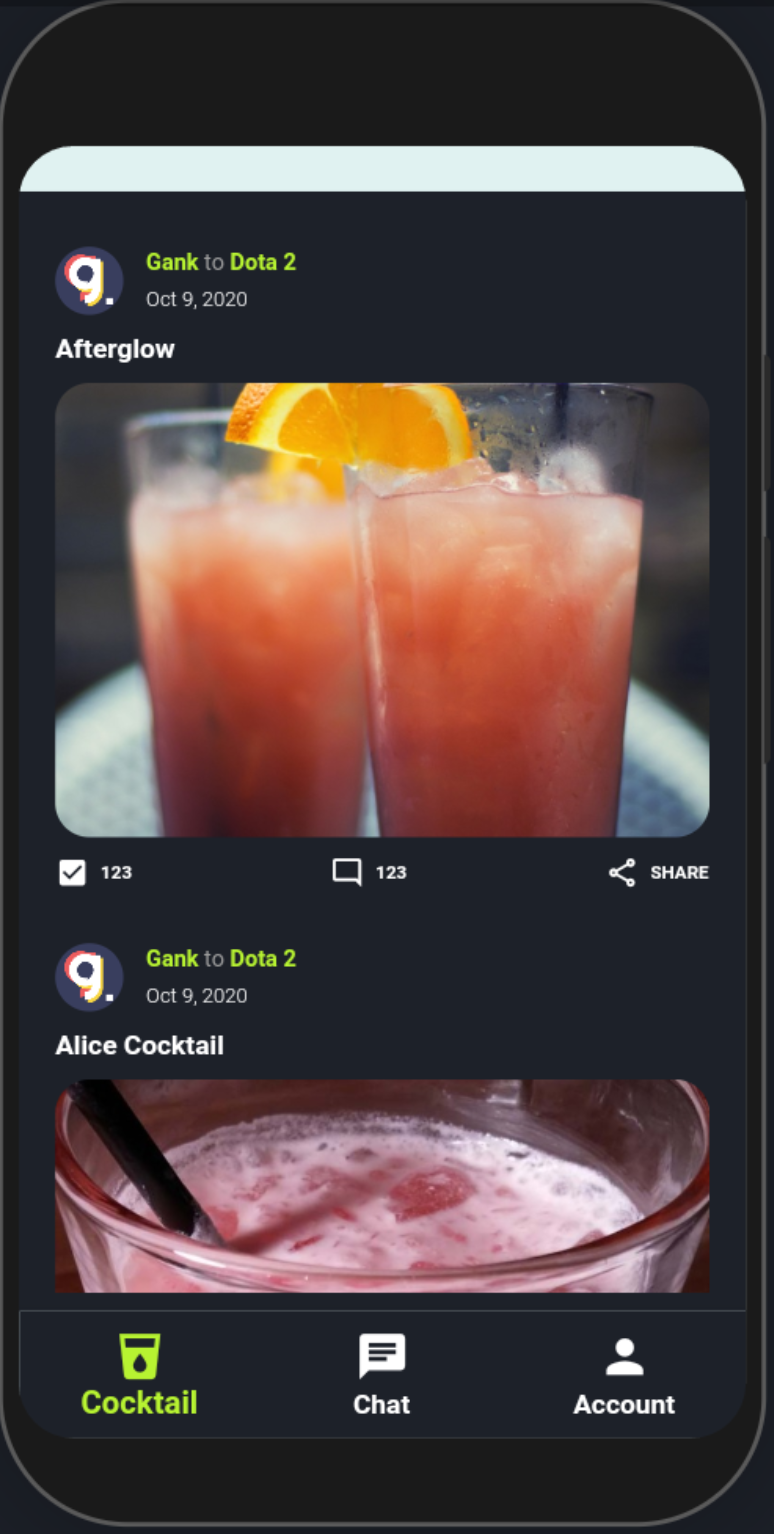 g.
Gank to Dota 2
Oct 9, 2020
Afterglow
123
123
SHARE
g.
Gank to Dota 2
Oct 9, 2020
Alice Cocktail
Cocktail
Chat
Account